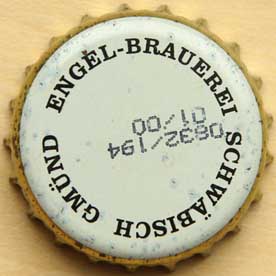 ENGEL-BRAUEREI SCHWÄBISCH GMÜND
0832/194
01/00